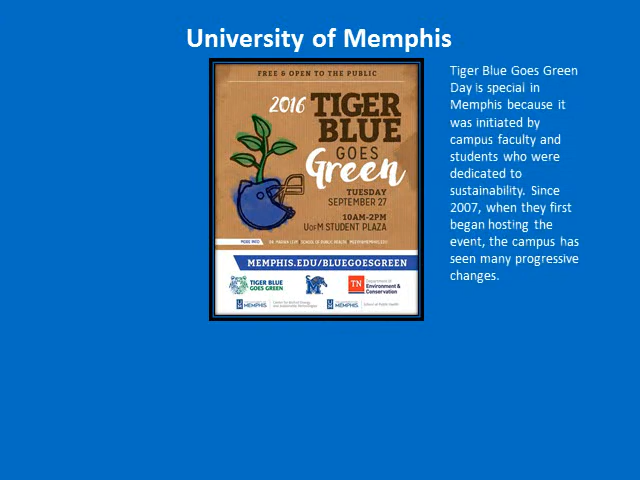 University of Memphis
FREE & OPEN TO THE PUBLIC
2016 TIGER
BLUE
GOES
Green
TUESDAY
SEPTEMBER 27
10AM-2PM
UOFM STUDENT PLAZA
MORE INFO
MEMPHIS.EDU/BLUEGOESGREEN
TIGER BLUE
GOES GREEN
TN
Department of
Environment &
Conservation
MEMPHIS
MEMPHIS
School of Public Health
Tiger Blue Goes Green
Day is special in
Memphis because it
was initiated by
campus faculty and
students who were
dedicated to
sustainability. Since
2007, when they first
began hosting the
event, the campus has
seen many progressive
changes.